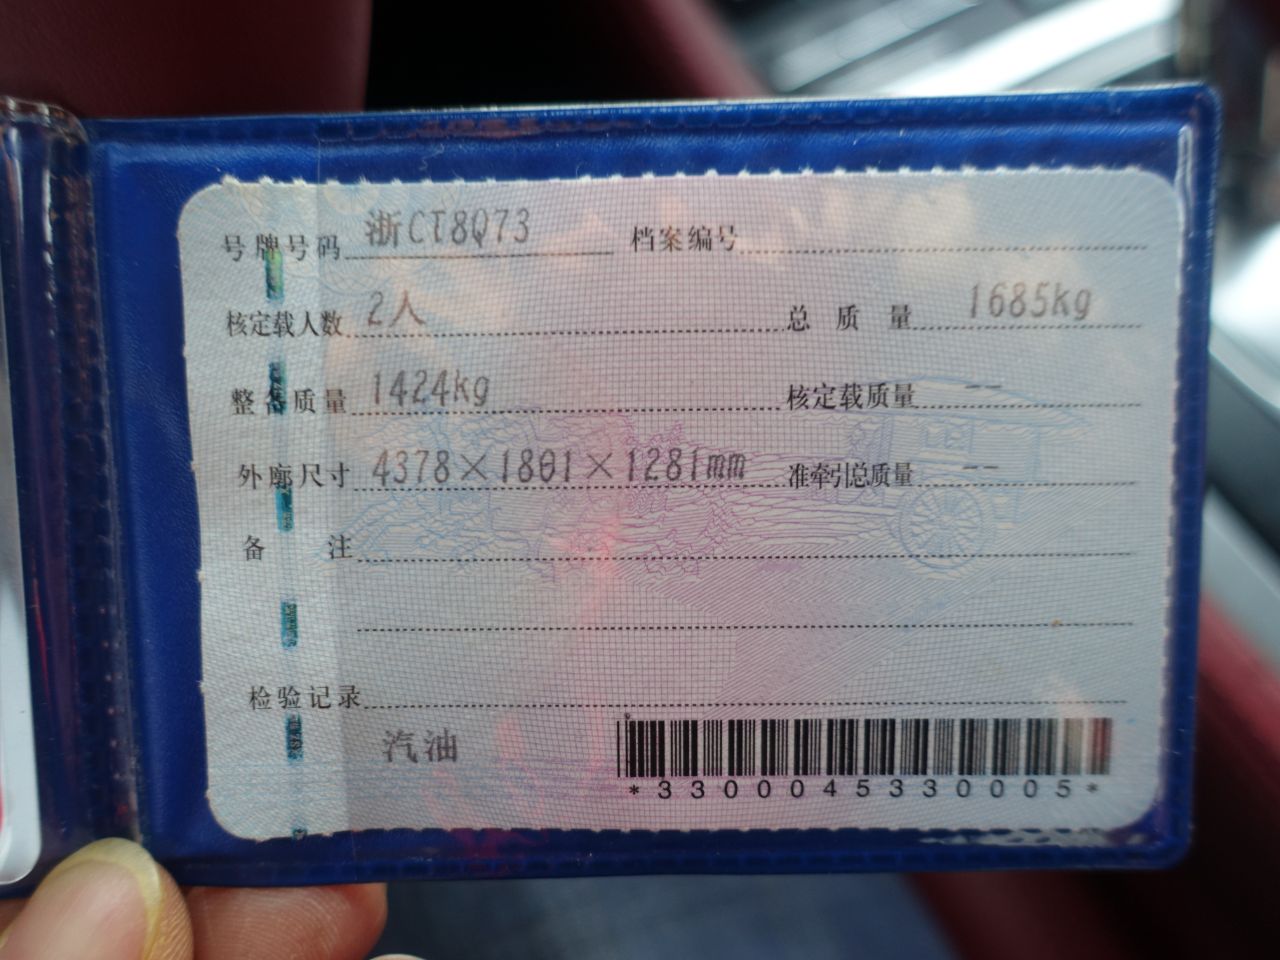 号牌号码 浙CT8Q73 档案编号
核定载人数 2人 总质量 1685kg
整备质量 1424kg 核定载质量 --
外廓尺寸 4378×1801×1281mm 准牵引总质量 --
备注
检验记录
汽油
*3300045330005*